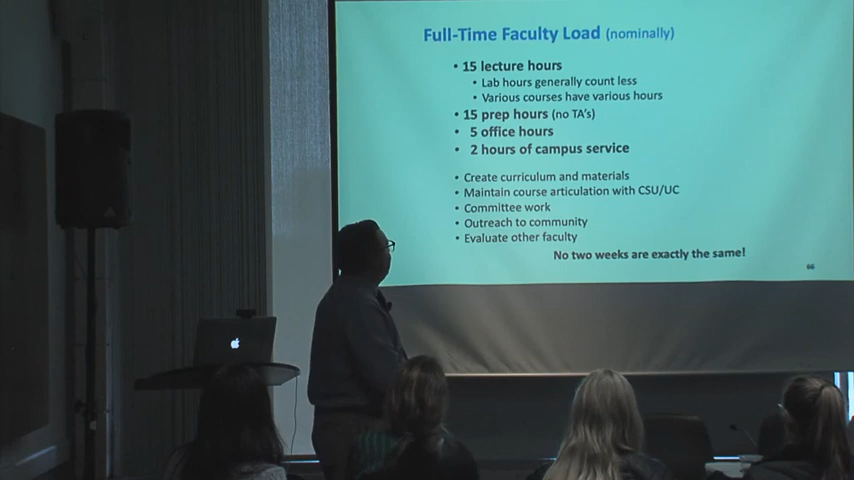 Full-Time Faculty Load (nominally)
• 15 lecture hours
• Lab hours generally count less
• Various courses have various hours
• 15 prep hours (no TA's)
• 5 office hours
• 2 hours of campus service
• Create curriculum and materials
• Maintain course articulation with CSU/UC
• Committee work
• Outreach to community
• Evaluate other faculty
No two weeks are exactly the same!